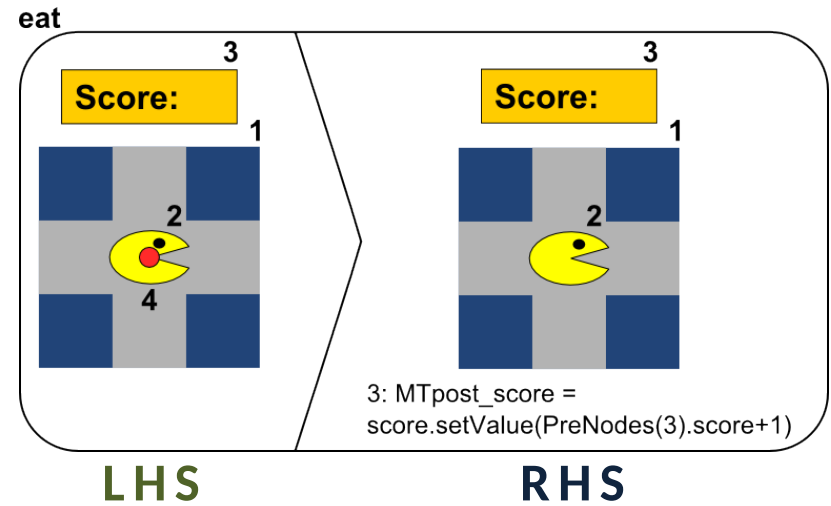 eat
3
Score:
1
2
4
3
Score:
1
2
3: MTpost_score =
score.setValue(PreNodes(3).score+1)
LHS
RHS